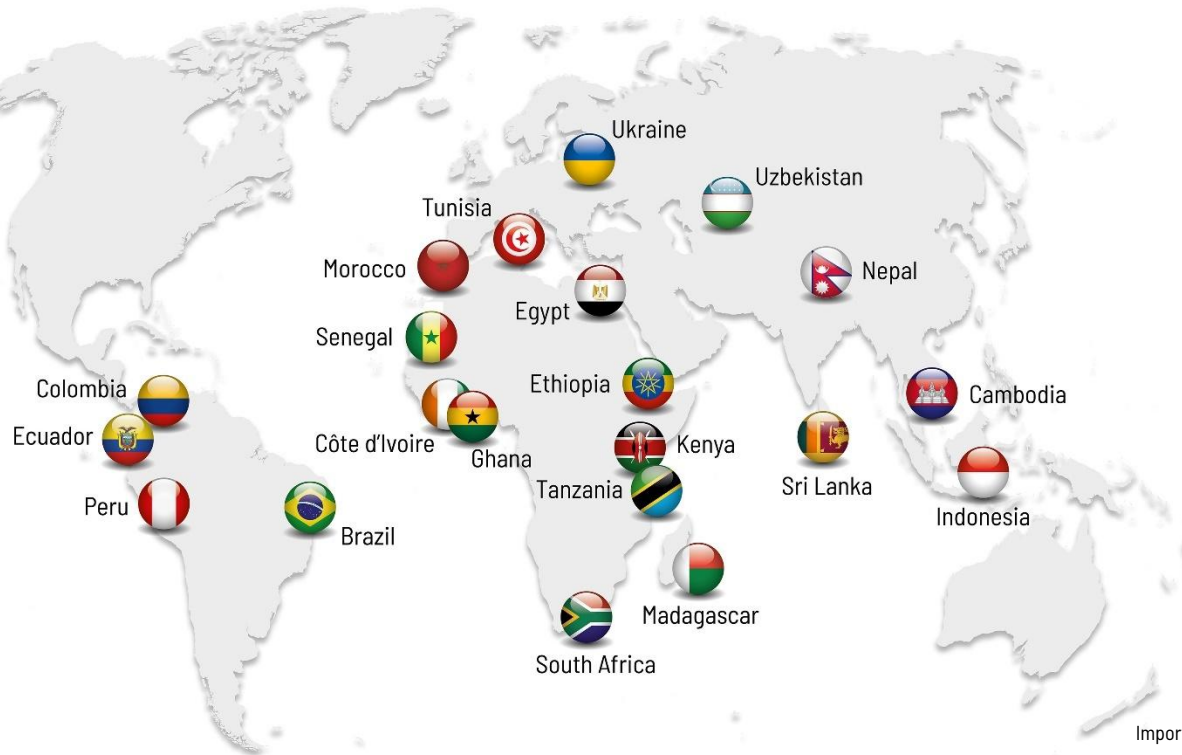 Ukraine
Uzbekistan
Tunisia
Morocco
Nepal
Egypt
Senegal
Ethiopia
Colombia
Cambodia
Ecuador
Côte d’Ivoire
Ghana
Kenya
Tanzania
Sri Lanka
Peru
Indonesia
Brazil
Madagascar
South Africa
Impor